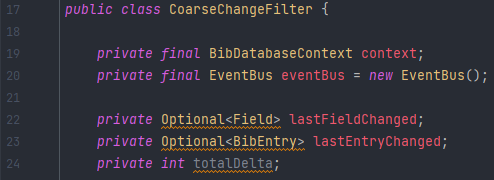 17 public class CoarseChangeFilter {
18
19 private final BibDatabaseContext context;
20 private final EventBus eventBus = new EventBus();
21
22 private Optional<Field> lastFieldChanged;
23 private Optional<BibEntry> lastEntryChanged;
24 private int totalDelta;